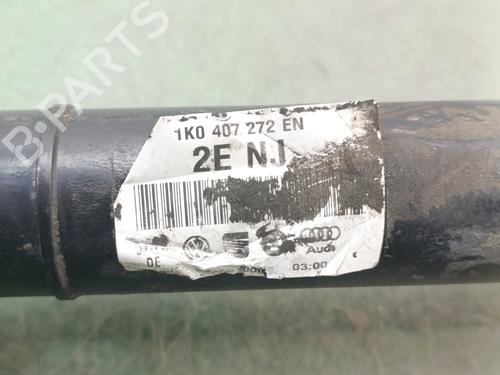 B-PARTS
1K0 407 272 EN
2E NJ
Audi
DE
03:00